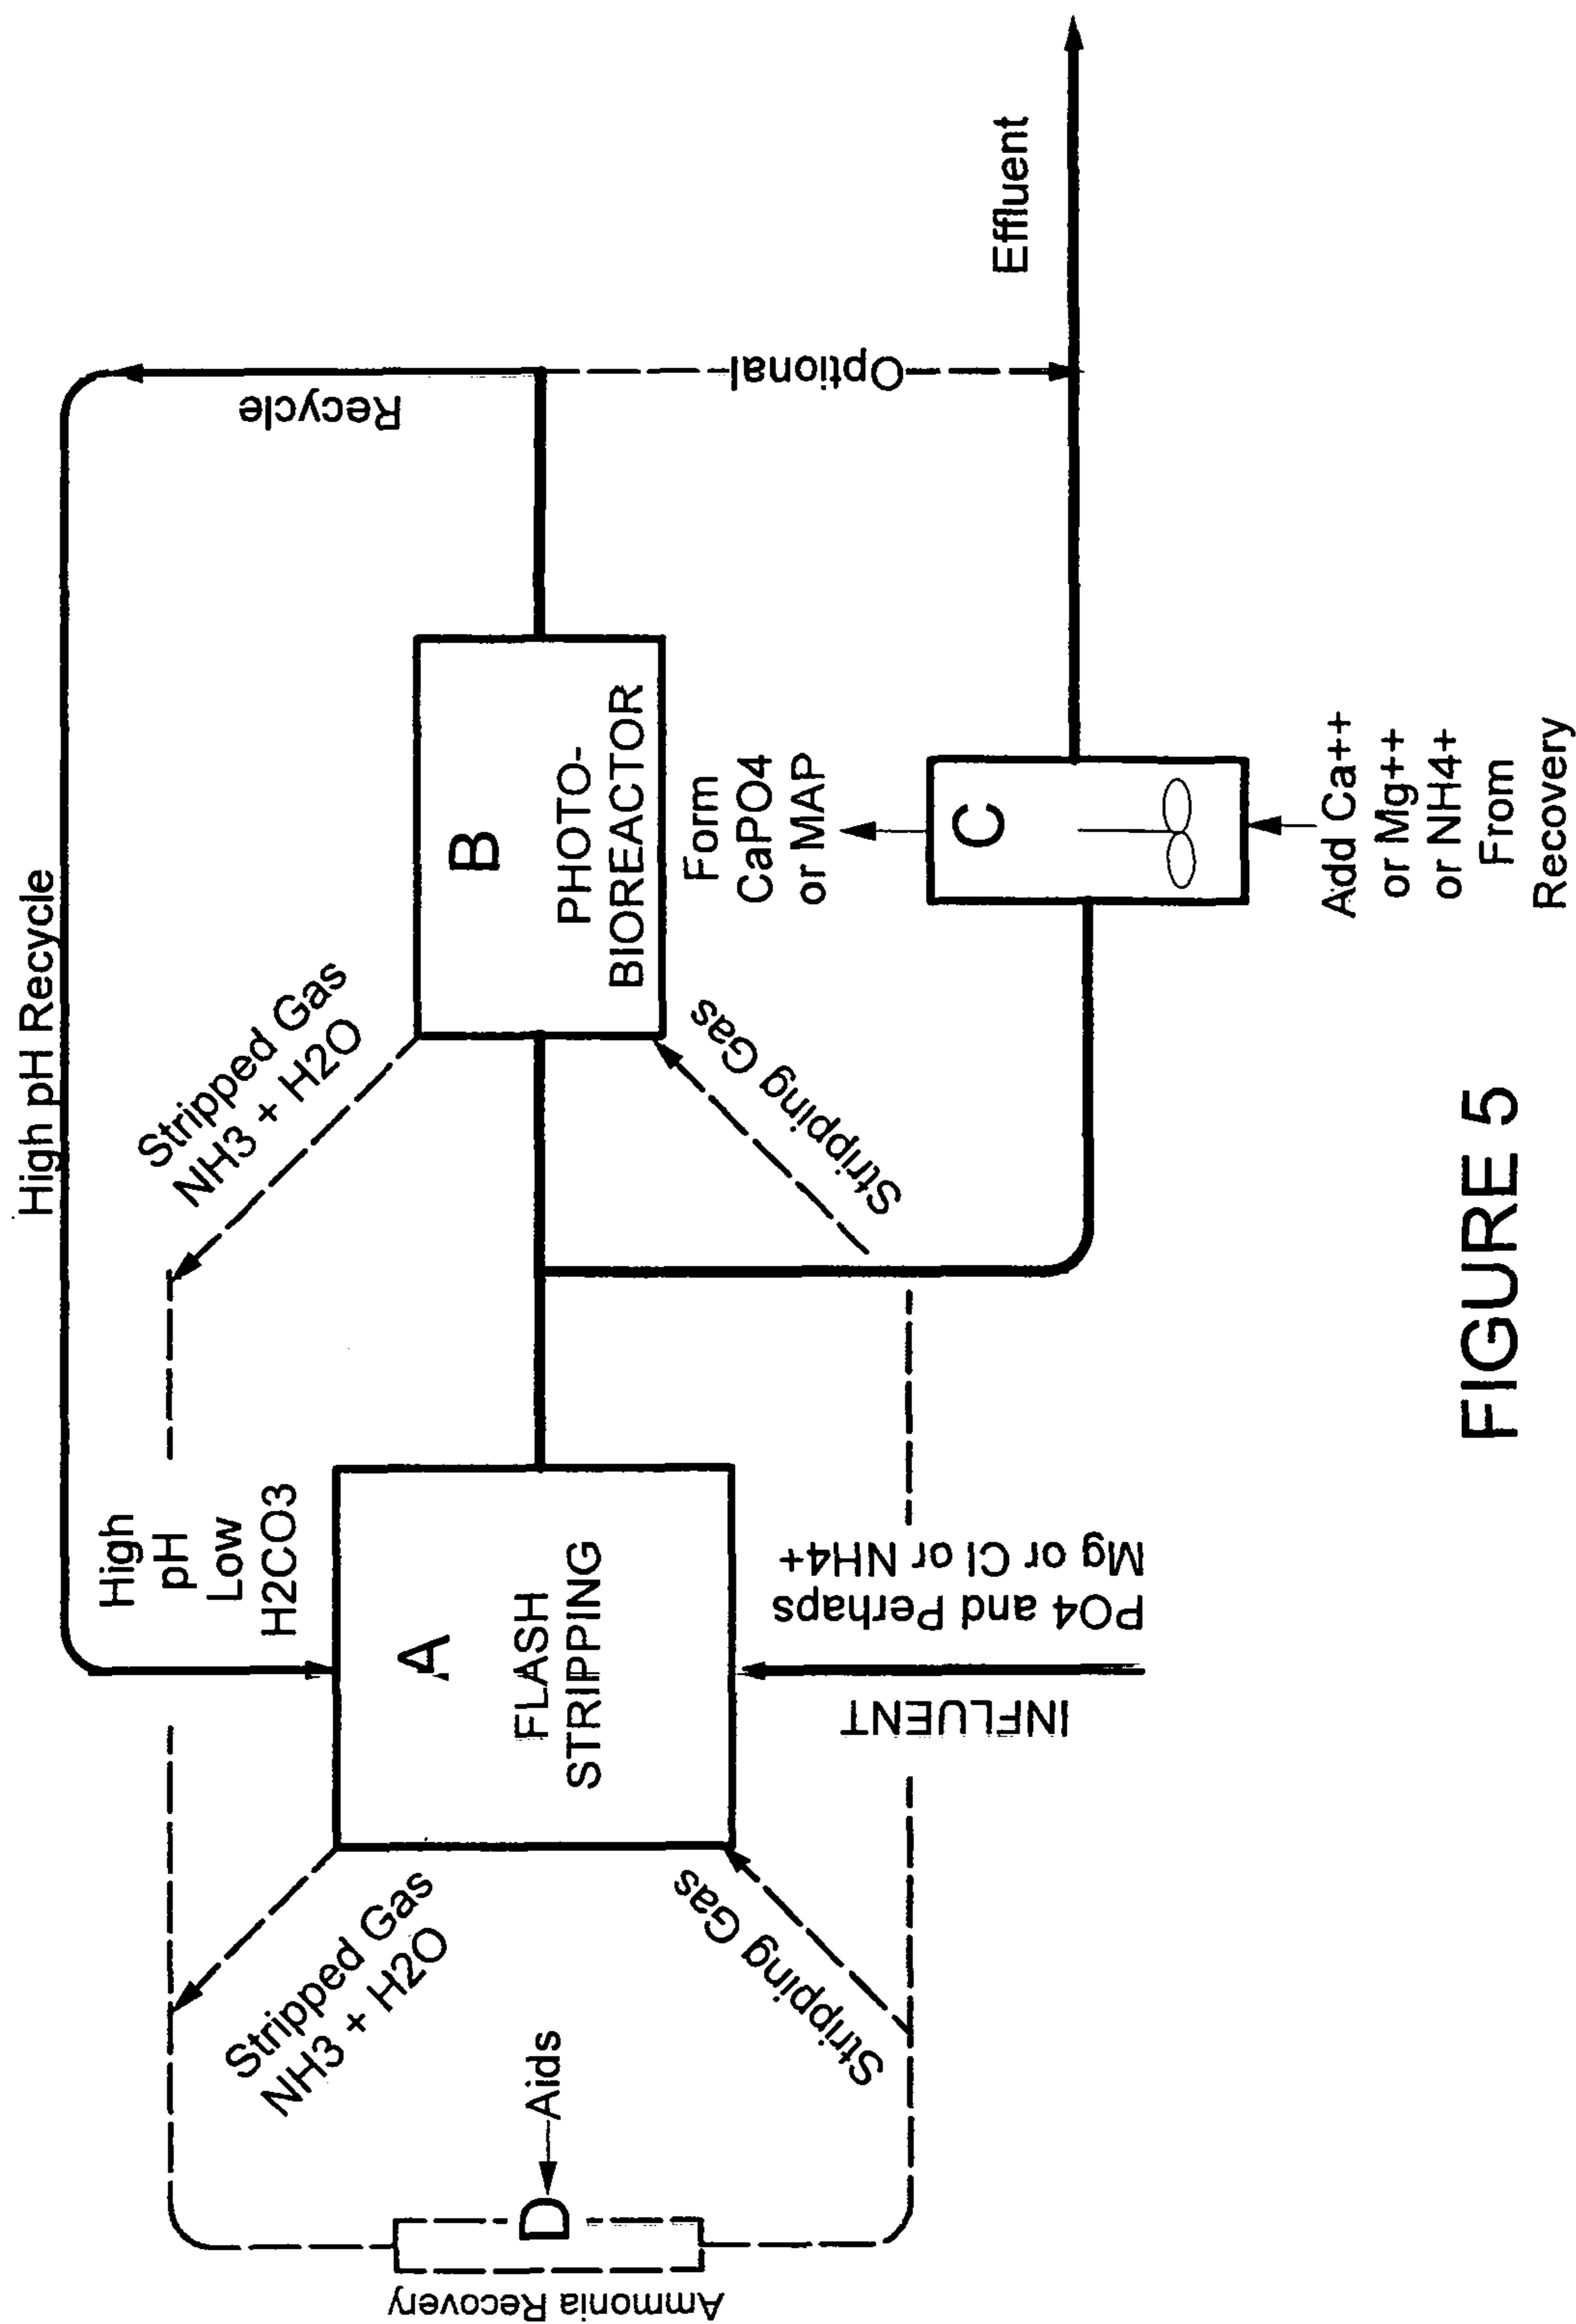 High pH Recycle
Recycle
Stripped Gas
NH3 + H2O
High
pH
Low
H2CO3
Stripped Gas
NH3 + H2O
Ammonia Recovery
D
Aids
A
FLASH
STRIPPING
B
PHOTO-
BIOREACTOR
Optional
Stripping Gas
Stripping Gas
INFLUENT
PO4 and Perhaps
Mg or Cl or NH4+
Form
CaPO4
or MAP
C
Effluent
Add Ca++
or Mg++
or NH4+
From
Recovery
FIGURE 5